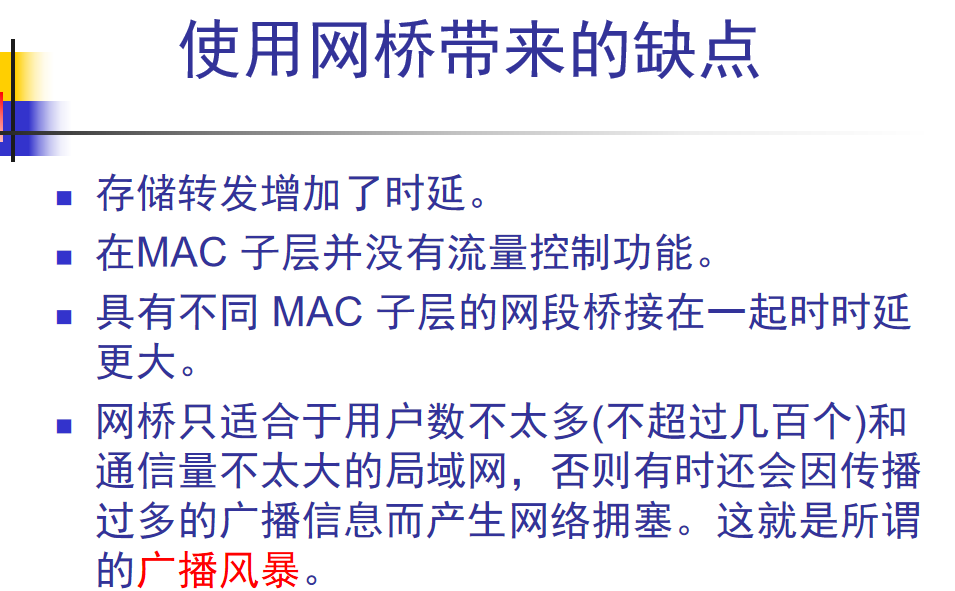 使用网桥带来的缺点
存储转发增加了时延。
在MAC 子层并没有流量控制功能。
具有不同 MAC 子层的网段桥接在一起时时延
更大。
网桥只适合于用户数不太多(不超过几百个)和
通信量不太大的局域网，否则有时还会因传播
过多的广播信息而产生网络拥塞。这就是所谓
的广播风暴。